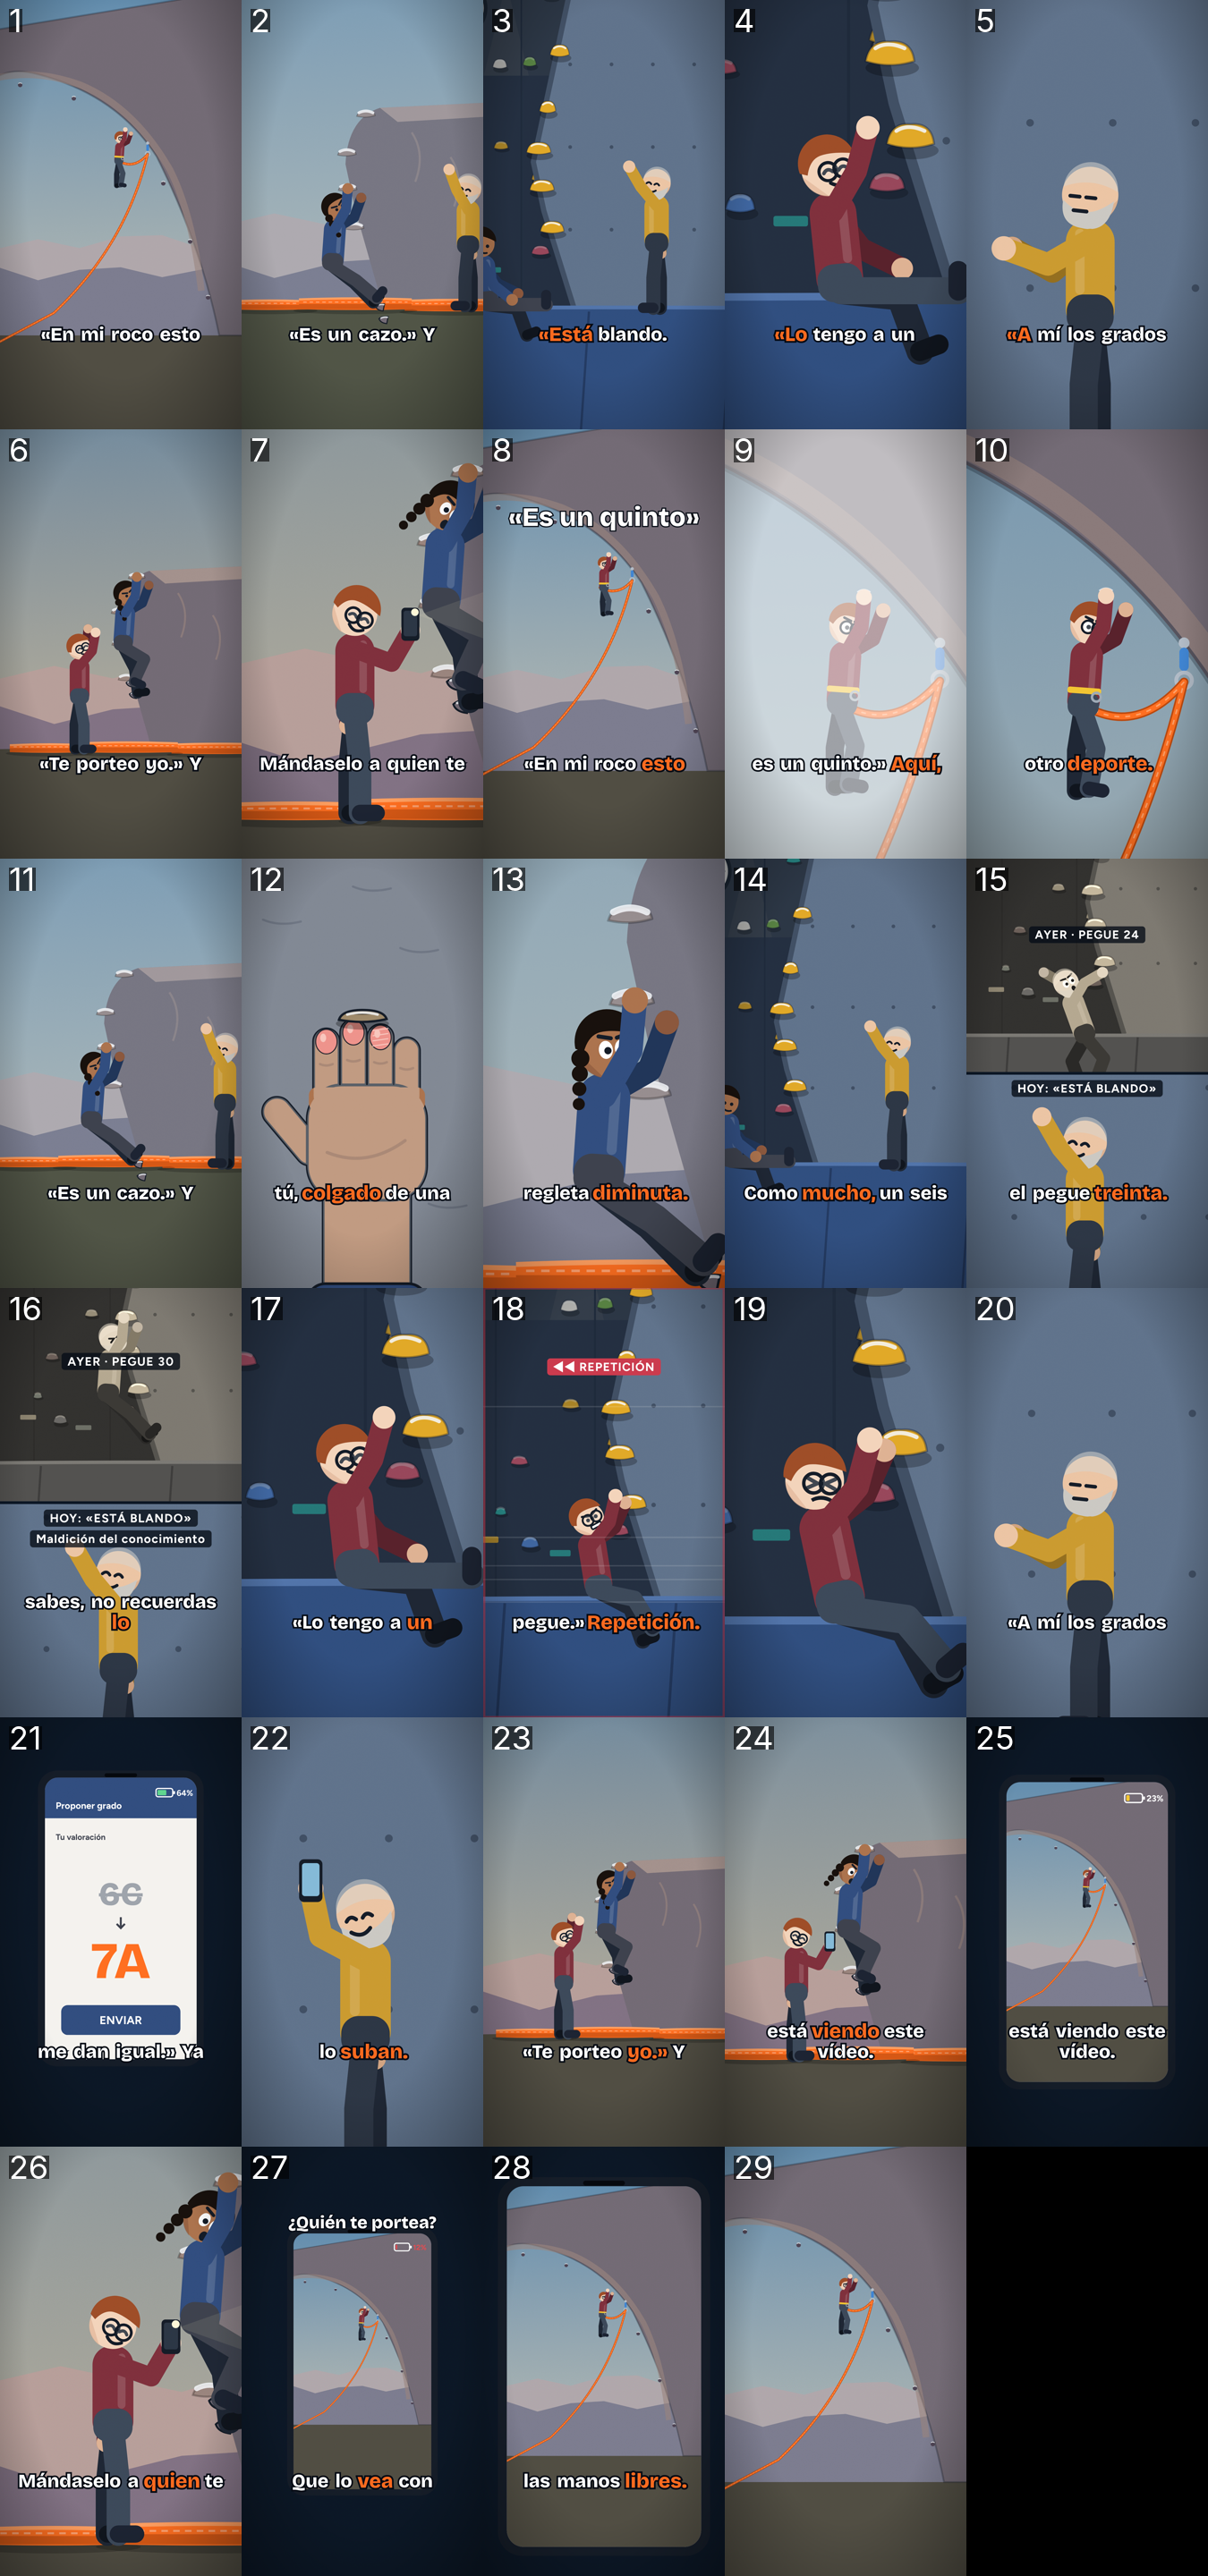 1
«En mi roco esto
2
«Es un cazo.» Y
3
«Está blando.
4
«Lo tengo a un
5
«A mí los grados
6
«Te porteo yo.» Y
7
Mándaselo a quien te
8
«Es un quinto»
«En mi roco esto
9
es un quinto.» Aquí,
10
otro deporte.
11
«Es un cazo.» Y
12
tú, colgado de una
13
regleta diminuta.
14
Como mucho, un seis
15
AYER · PEGUE 24
HOY: «ESTÁ BLANDO»
el pegue treinta.
16
AYER · PEGUE 30
HOY: «ESTÁ BLANDO»
Maldición del conocimiento
sabes, no recuerdas
lo
17
«Lo tengo a un
18
REPETICIÓN
pegue.» Repetición.
19
20
«A mí los grados
21
64%
Proponer grado
Tu valoración
6C
7A
ENVIAR
me dan igual.» Ya
22
lo suban.
23
«Te porteo yo.» Y
24
está viendo este
vídeo.
25
23%
está viendo este
vídeo.
26
Mándaselo a quien te
27
¿Quién te portea?
Que lo vea con
28
las manos libres.
29